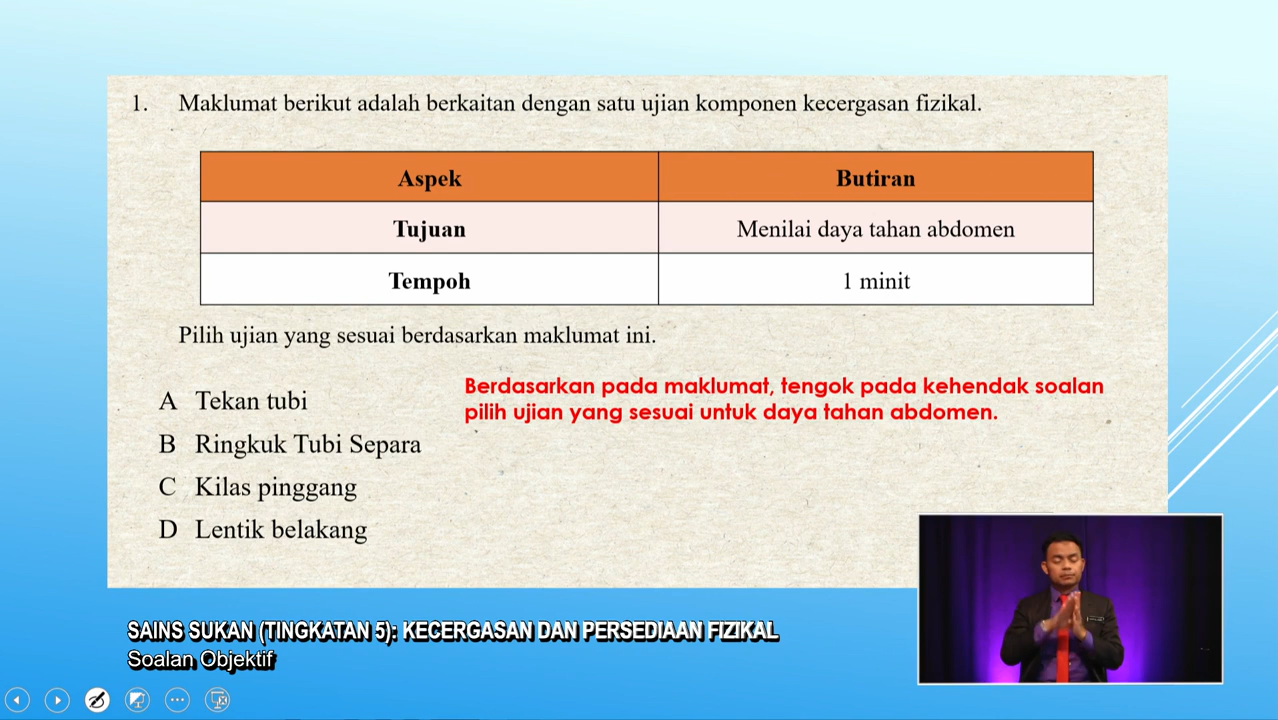 1. Maklumat berikut adalah berkaitan dengan satu ujian komponen kecergasan fizikal.
Aspek Butiran
Tujuan Menilai daya tahan abdomen
Tempoh 1 minit
Pilih ujian yang sesuai berdasarkan maklumat ini.
Berdasarkan pada maklumat, tengok pada kehendak soalan
pilih ujian yang sesuai untuk daya tahan abdomen.
A Tekan tubi
B Ringkuk Tubi Separa
C Kilas pinggang
D Lentik belakang
SAINS SUKAN (TINGKATAN 5): KECERGASAN DAN PERSEDIAAN FIZIKAL
Soalan Objektif